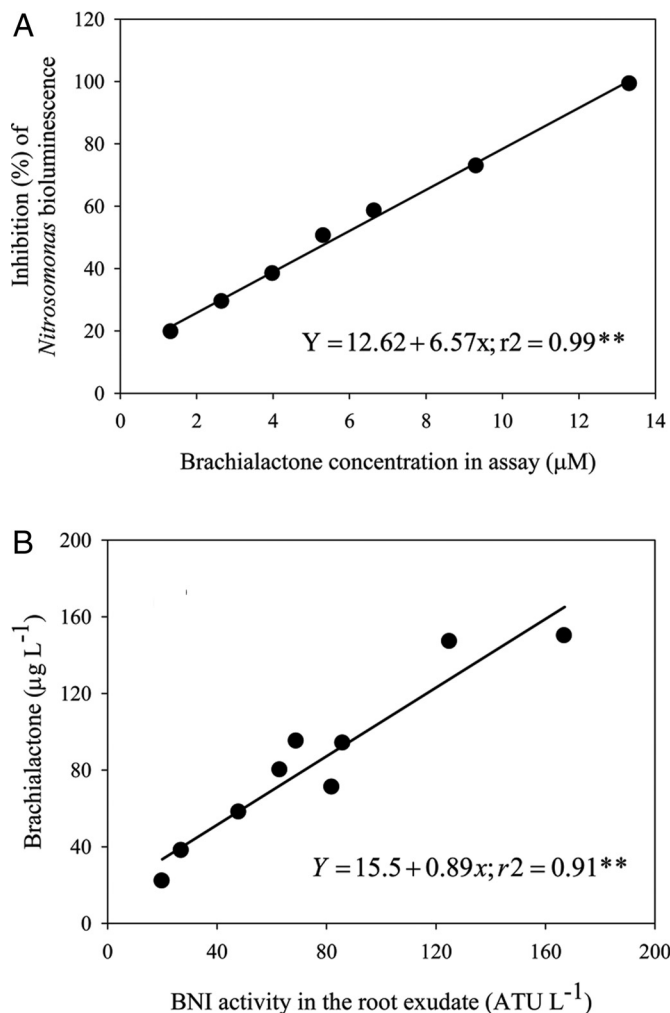 A
Inhibition (%) of
Nitrosomonas bioluminescence
120
100
80
60
40
20
0
Y = 12.62 + 6.57x; r2 = 0.99**
0 2 4 6 8 10 12 14
Brachialactone concentration in assay (μM)
B
Brachialactone (μg L⁻¹)
200
160
120
80
40
0
Y = 15.5 + 0.89x; r2 = 0.91**
0 40 80 120 160 200
BNI activity in the root exudate (ATU L⁻¹)